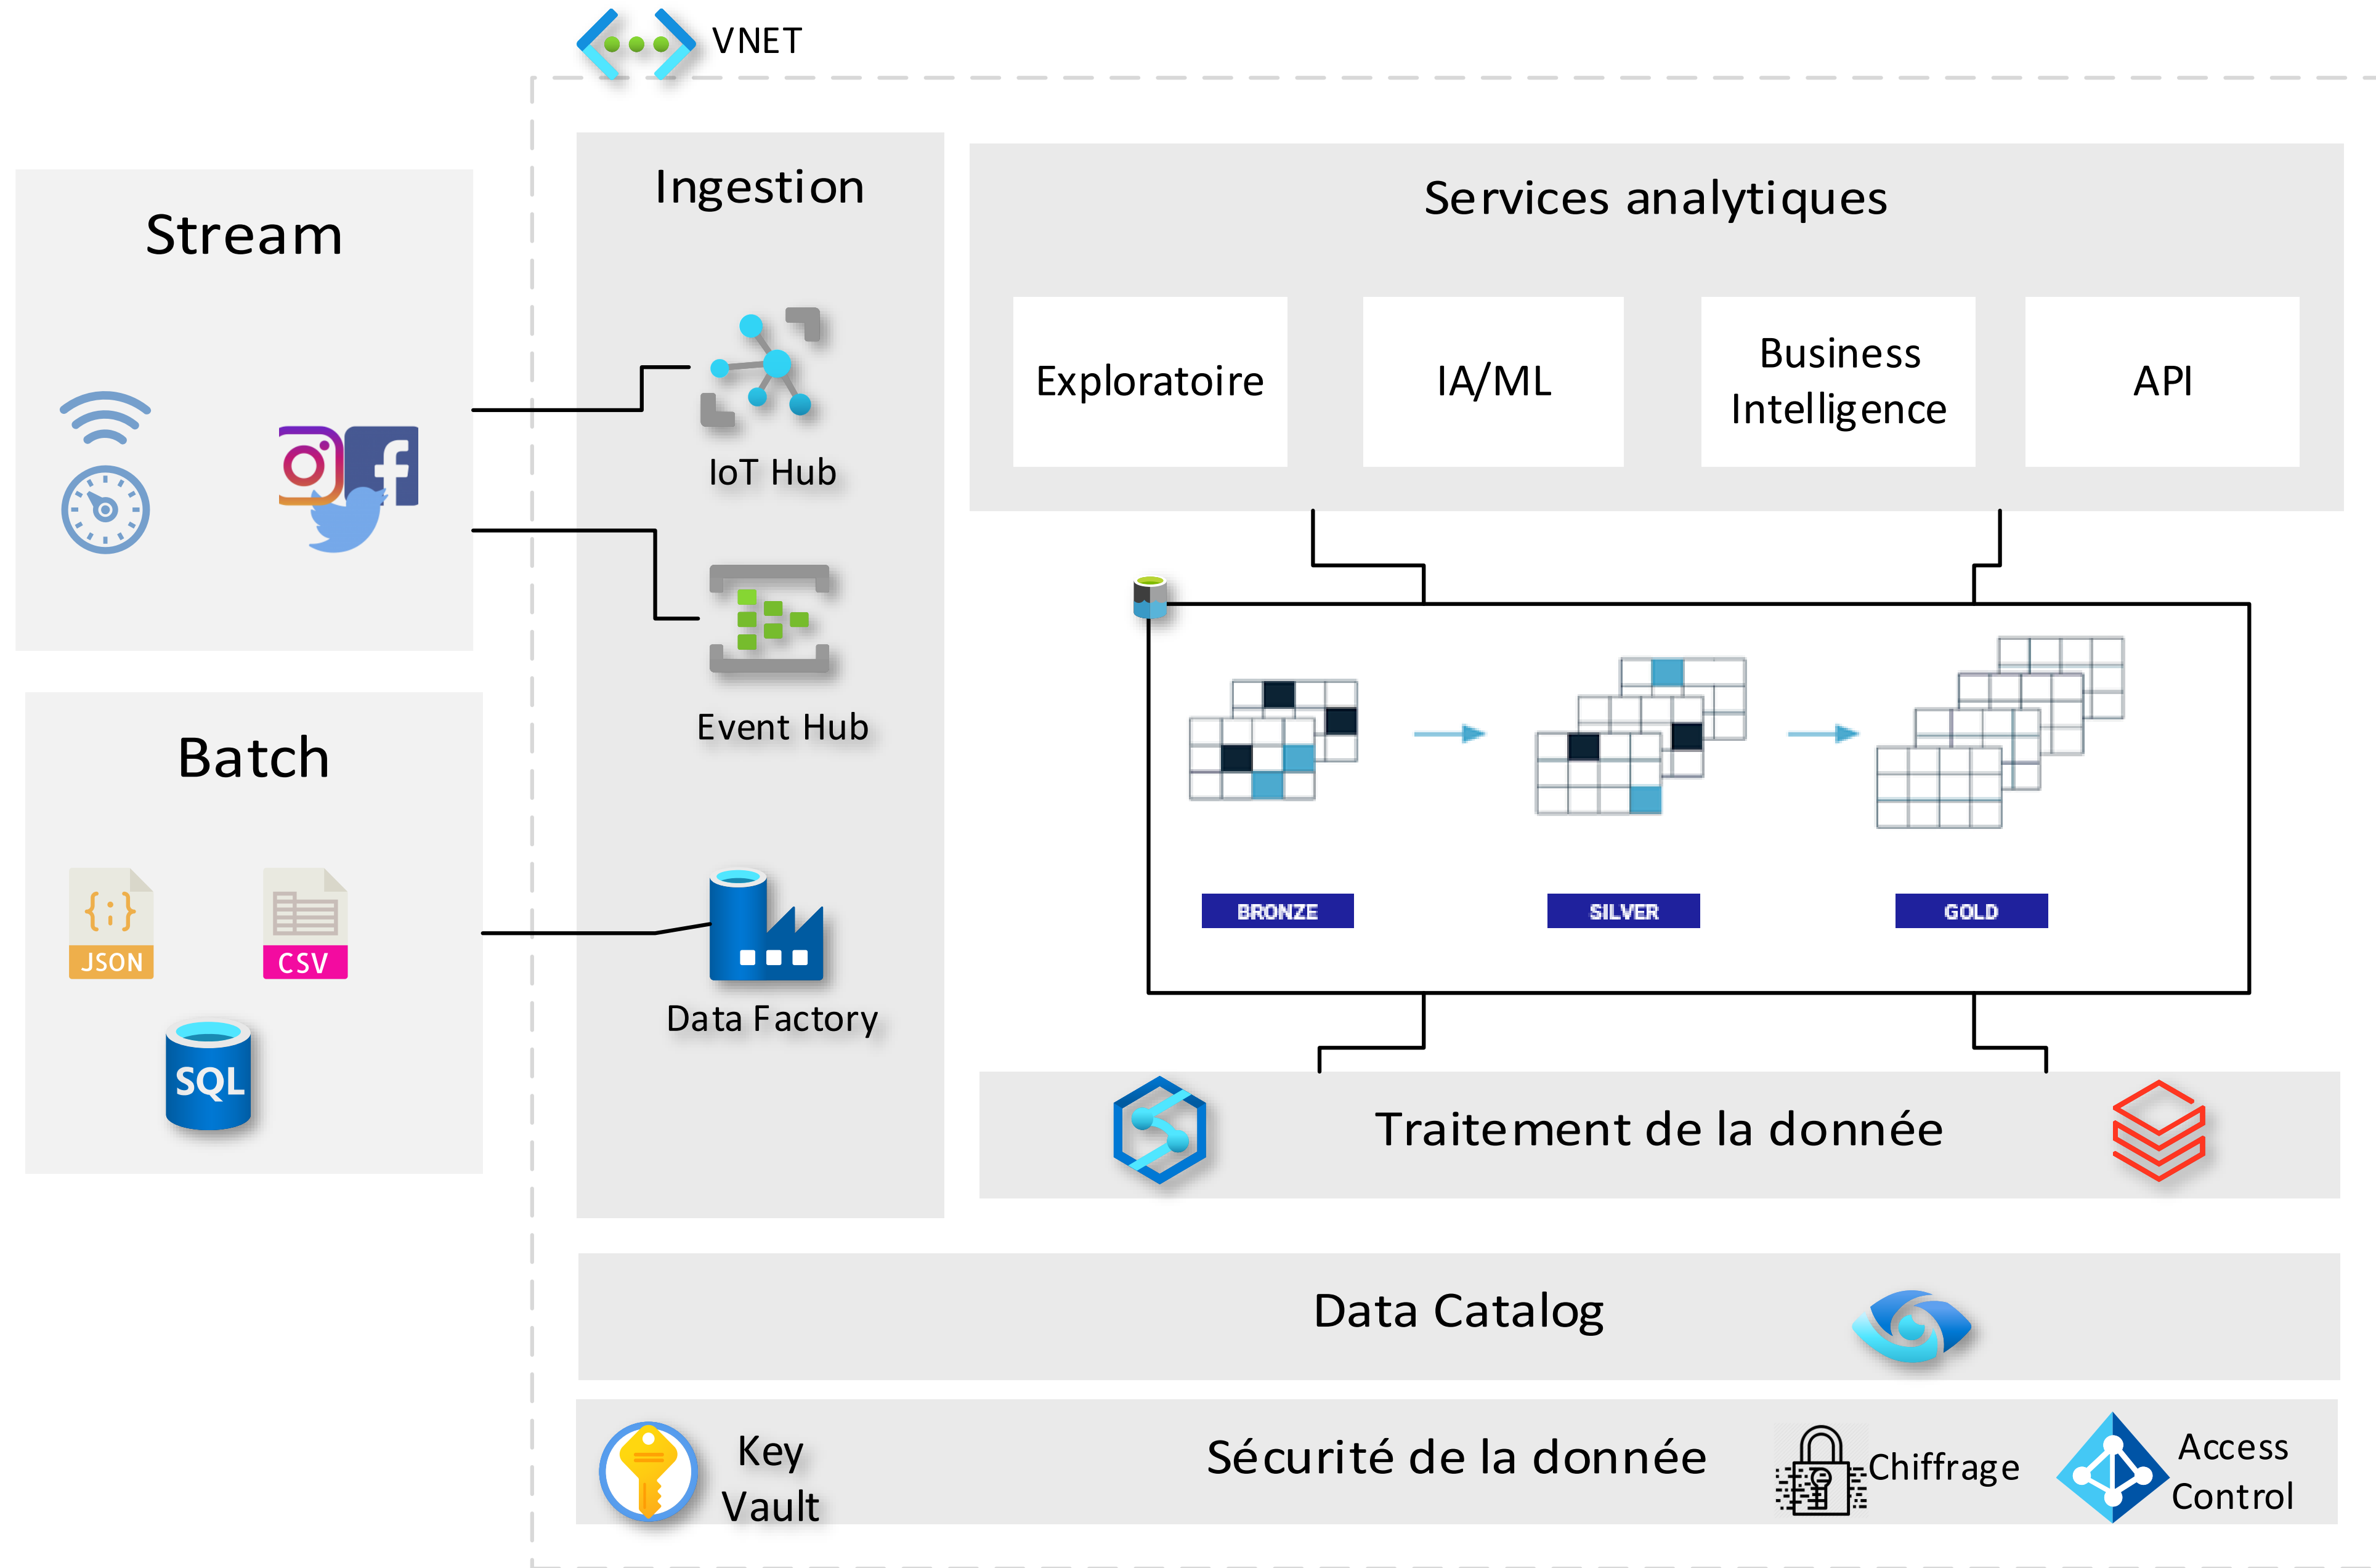 VNET
Stream
Batch
JSON
CSV
SQL
Ingestion
IoT Hub
Event Hub
Data Factory
Services analytiques
Exploratoire
IA/ML
Business
Intelligence
API
BRONZE
SILVER
GOLD
Traitement de la donnée
Data Catalog
Key
Vault
Sécurité de la donnée
Chiffrage
Access
Control